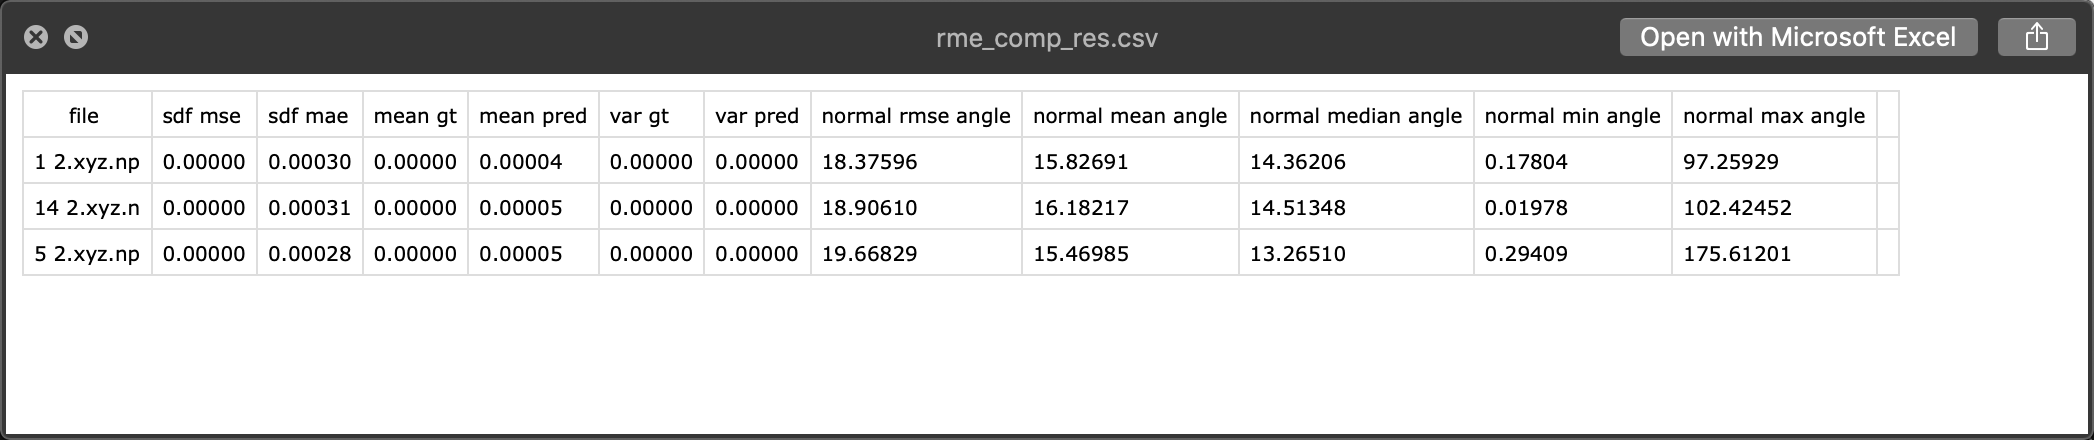 rme_comp_res.csv
Open with Microsoft Excel
file sdf mse sdf mae mean gt mean pred var gt var pred normal rmse angle normal mean angle normal median angle normal min angle normal max angle
1 2.xyz.np 0.00000 0.00030 0.00000 0.00004 0.00000 0.00000 18.37596 15.82691 14.36206 0.17804 97.25929
14 2.xyz.n 0.00000 0.00031 0.00000 0.00005 0.00000 0.00000 18.90610 16.18217 14.51348 0.01978 102.42452
5 2.xyz.np 0.00000 0.00028 0.00000 0.00005 0.00000 0.00000 19.66829 15.46985 13.26510 0.29409 175.61201